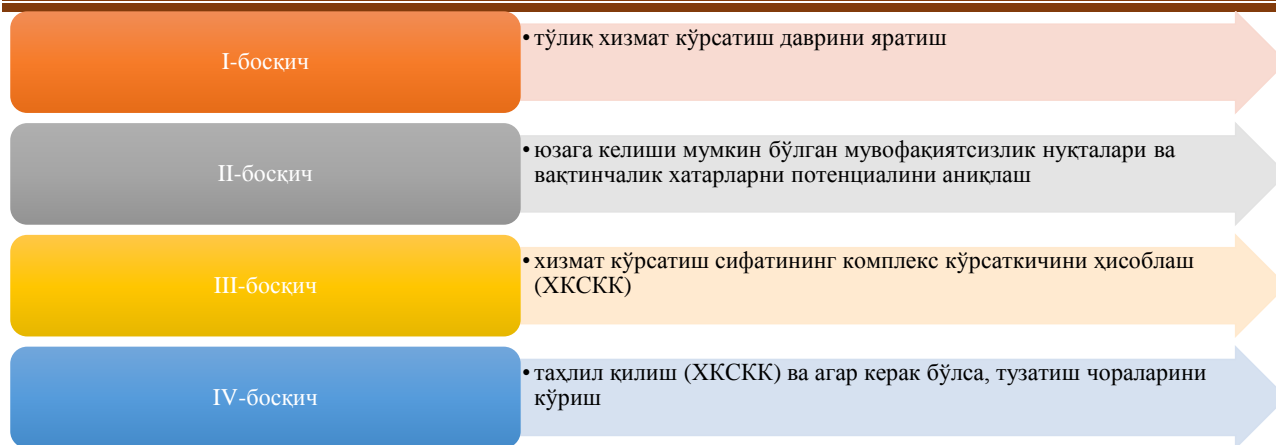 I-босқич
• тўлиқ хизмат кўрсатиш даврини яратиш
II-босқич
• юзага келиши мумкин бўлган мувофақиятсизлик нуқталари ва
вақтинчалик хатарларни потенциалини аниқлаш
III-босқич
• хизмат кўрсатиш сифатининг комплекс кўрсаткичини ҳисоблаш
(ХКСКК)
IV-босқич
• таҳлил қилиш (ХКСКК) ва агар керак бўлса, тузатиш чораларини
кўриш